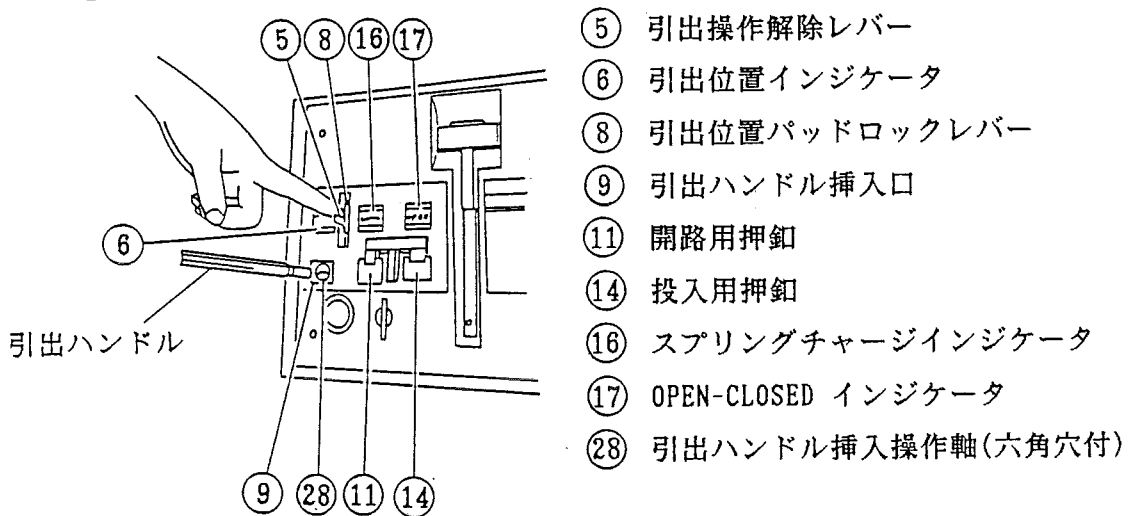 ⑤ ⑧ ⑯ ⑰
⑥
引出ハンドル
⑨ ㉘ ⑪ ⑭
⑤ 引出操作解除レバー
⑥ 引出位置インジケータ
⑧ 引出位置パッドロックレバー
⑨ 引出ハンドル挿入口
⑪ 開路用押釦
⑭ 投入用押釦
⑯ スプリングチャージインジケータ
⑰ OPEN-CLOSED インジケータ
㉘ 引出ハンドル挿入操作軸(六角穴付)